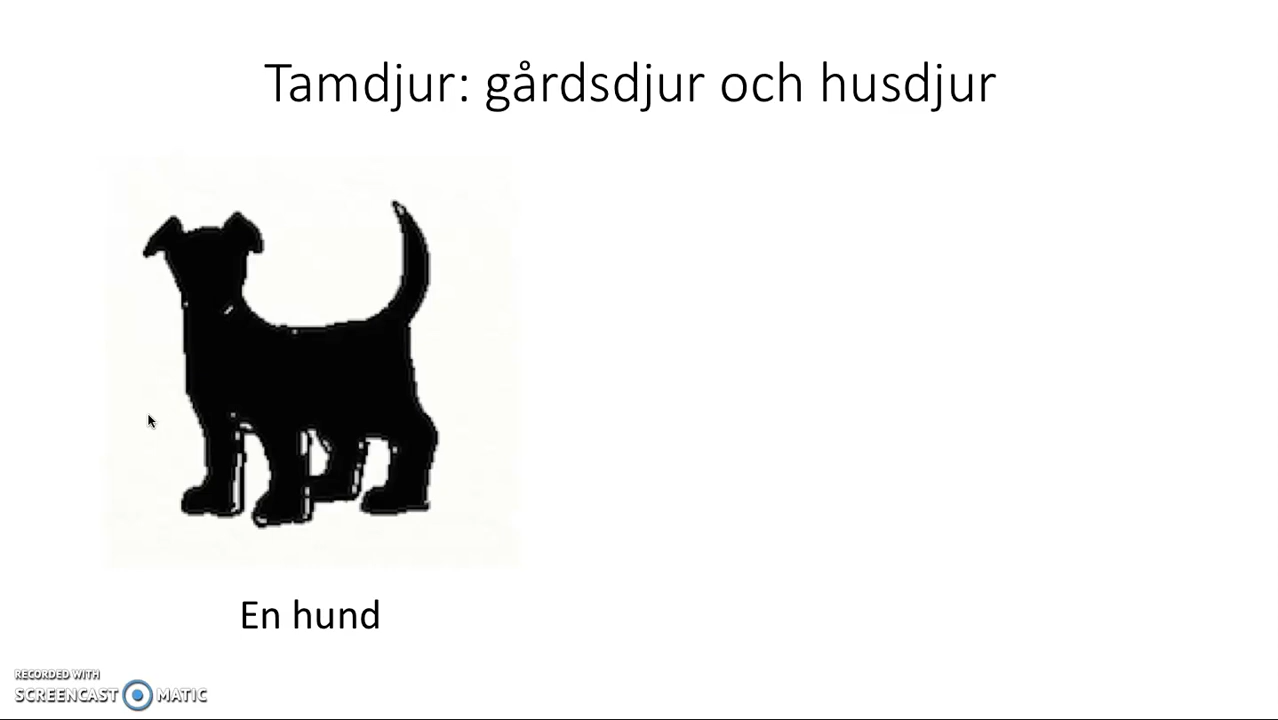 Tamdjur: gårdsdjur och husdjur
En hund
RECORDED WITH
SCREENCAST MATIC